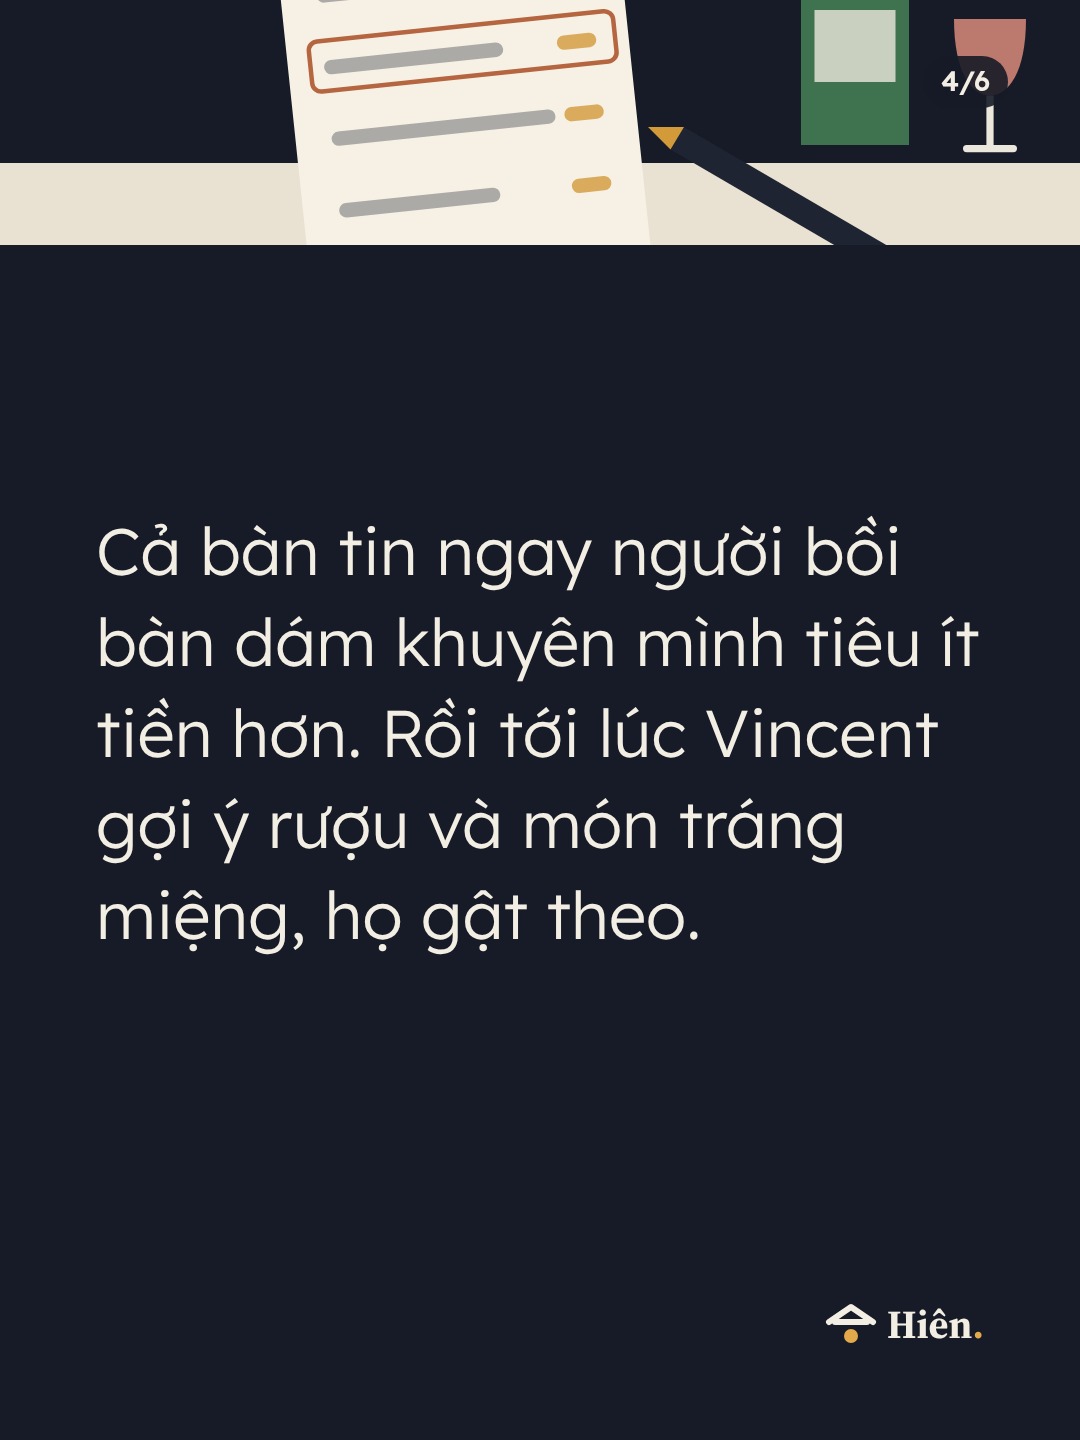 4/6
Cả bàn tin ngay người bồi
bàn dám khuyên mình tiêu ít
tiền hơn. Rồi tới lúc Vincent
gợi ý rượu và món tráng
miệng, họ gật theo.
Hiên.